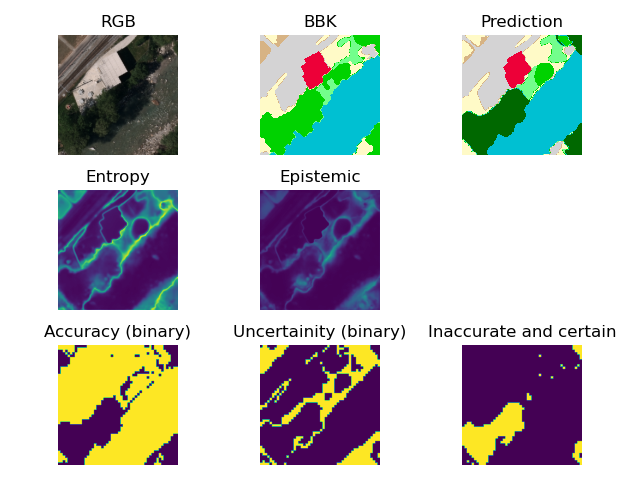 RGB
BBK
Prediction
Entropy
Epistemic
Accuracy (binary)
Uncertainity (binary)
Inaccurate and certain